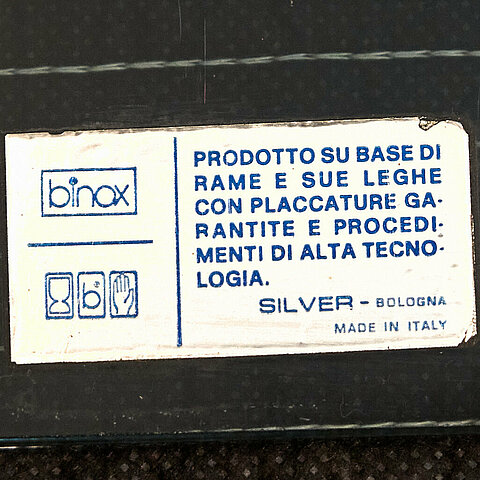 binox
b
PRODOTTO SU BASE DI
RAME E SUE LEGHE
CON PLACCATURE GA-
RANTITE E PROCEDI-
MENTI DI ALTA TECNO-
LOGIA.
SILVER - BOLOGNA
MADE IN ITALY